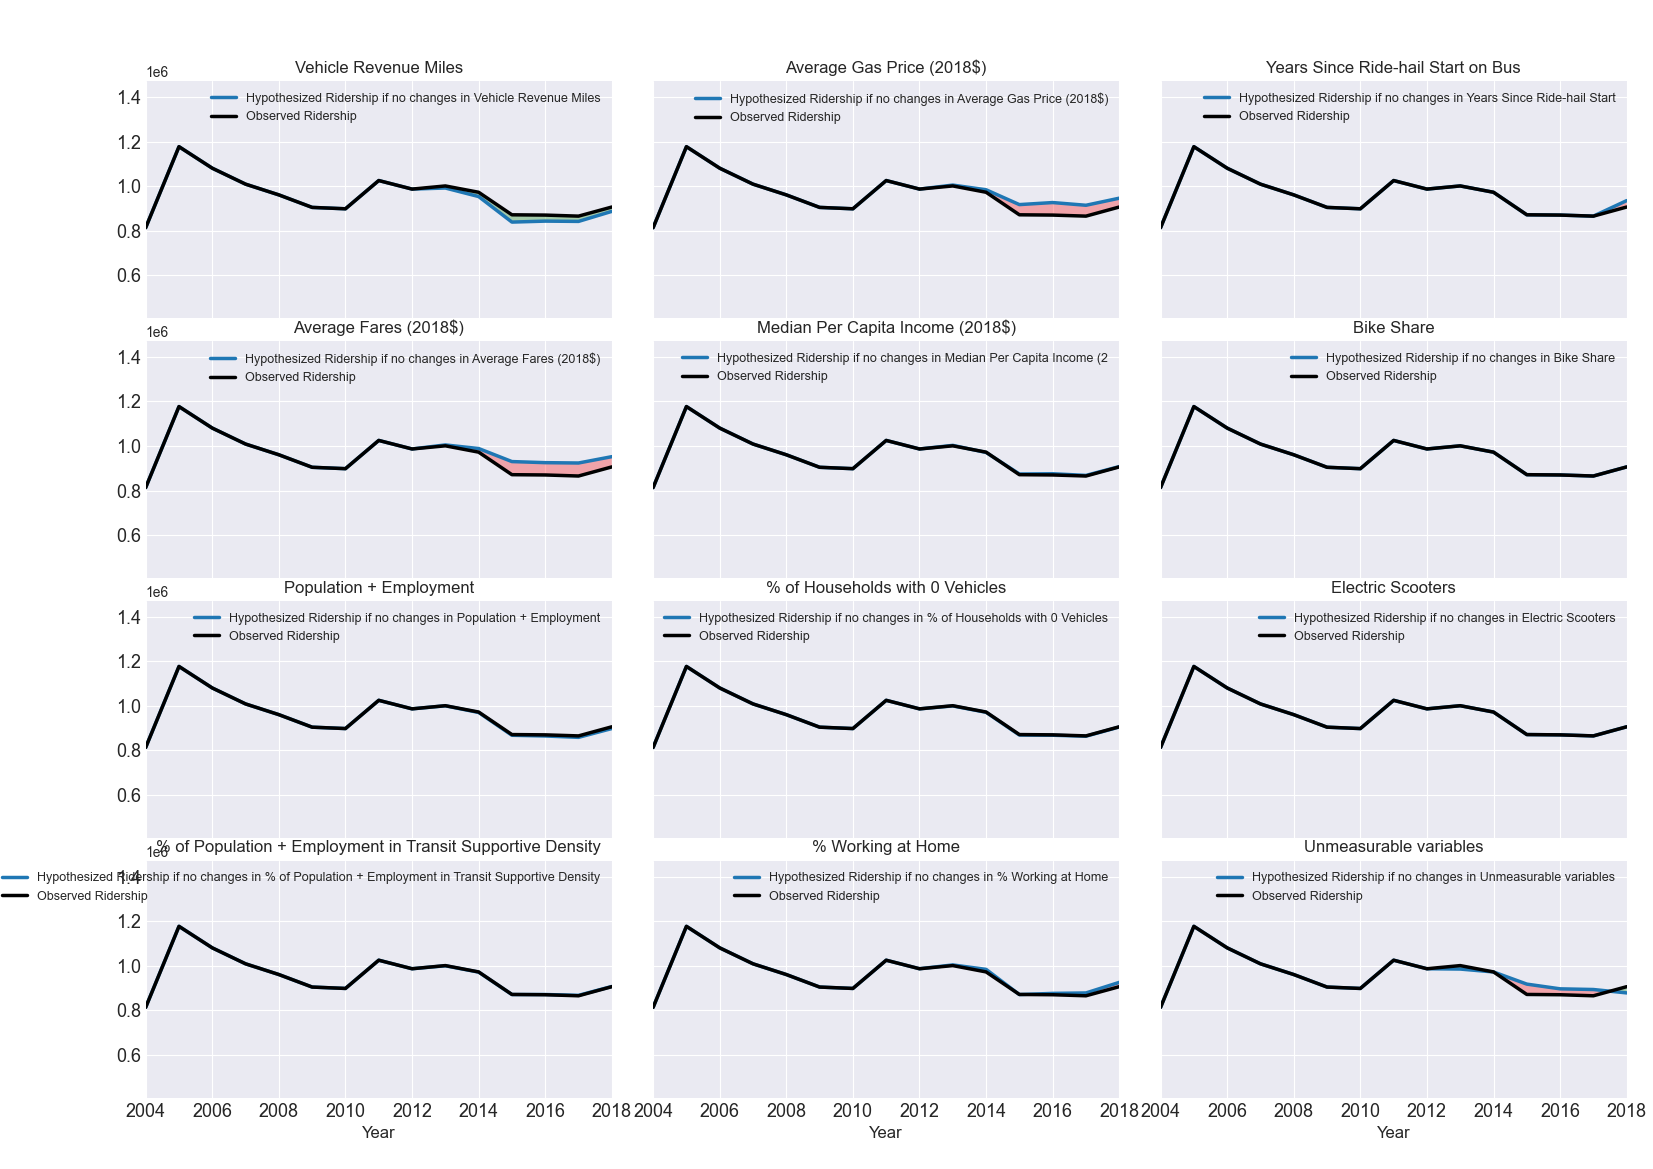 Vehicle Revenue Miles
1e6
Hypothesized Ridership if no changes in Vehicle Revenue Miles
Observed Ridership
1.4
1.2
1.0
0.8
0.6
Average Gas Price (2018$)
Hypothesized Ridership if no changes in Average Gas Price (2018$)
Observed Ridership
Years Since Ride-hail Start on Bus
Hypothesized Ridership if no changes in Years Since Ride-hail Start
Observed Ridership
Average Fares (2018$)
1e6
Hypothesized Ridership if no changes in Average Fares (2018$)
Observed Ridership
1.4
1.2
1.0
0.8
0.6
Median Per Capita Income (2018$)
Hypothesized Ridership if no changes in Median Per Capita Income (2
Observed Ridership
Bike Share
Hypothesized Ridership if no changes in Bike Share
Observed Ridership
Population + Employment
1e6
Hypothesized Ridership if no changes in Population + Employment
Observed Ridership
1.4
1.2
1.0
0.8
0.6
% of Households with 0 Vehicles
Hypothesized Ridership if no changes in % of Households with 0 Vehicles
Observed Ridership
Electric Scooters
Hypothesized Ridership if no changes in Electric Scooters
Observed Ridership
% of Population + Employment in Transit Supportive Density
1e6
Hypothesized Ridership if no changes in % of Population + Employment in Transit Supportive Density
Observed Ridership
1.4
1.2
1.0
0.8
0.6
2004 2006 2008 2010 2012 2014 2016 2018
Year
% Working at Home
Hypothesized Ridership if no changes in % Working at Home
Observed Ridership
2004 2006 2008 2010 2012 2014 2016 2018
Year
Unmeasurable variables
Hypothesized Ridership if no changes in Unmeasurable variables
Observed Ridership
2004 2006 2008 2010 2012 2014 2016 2018
Year